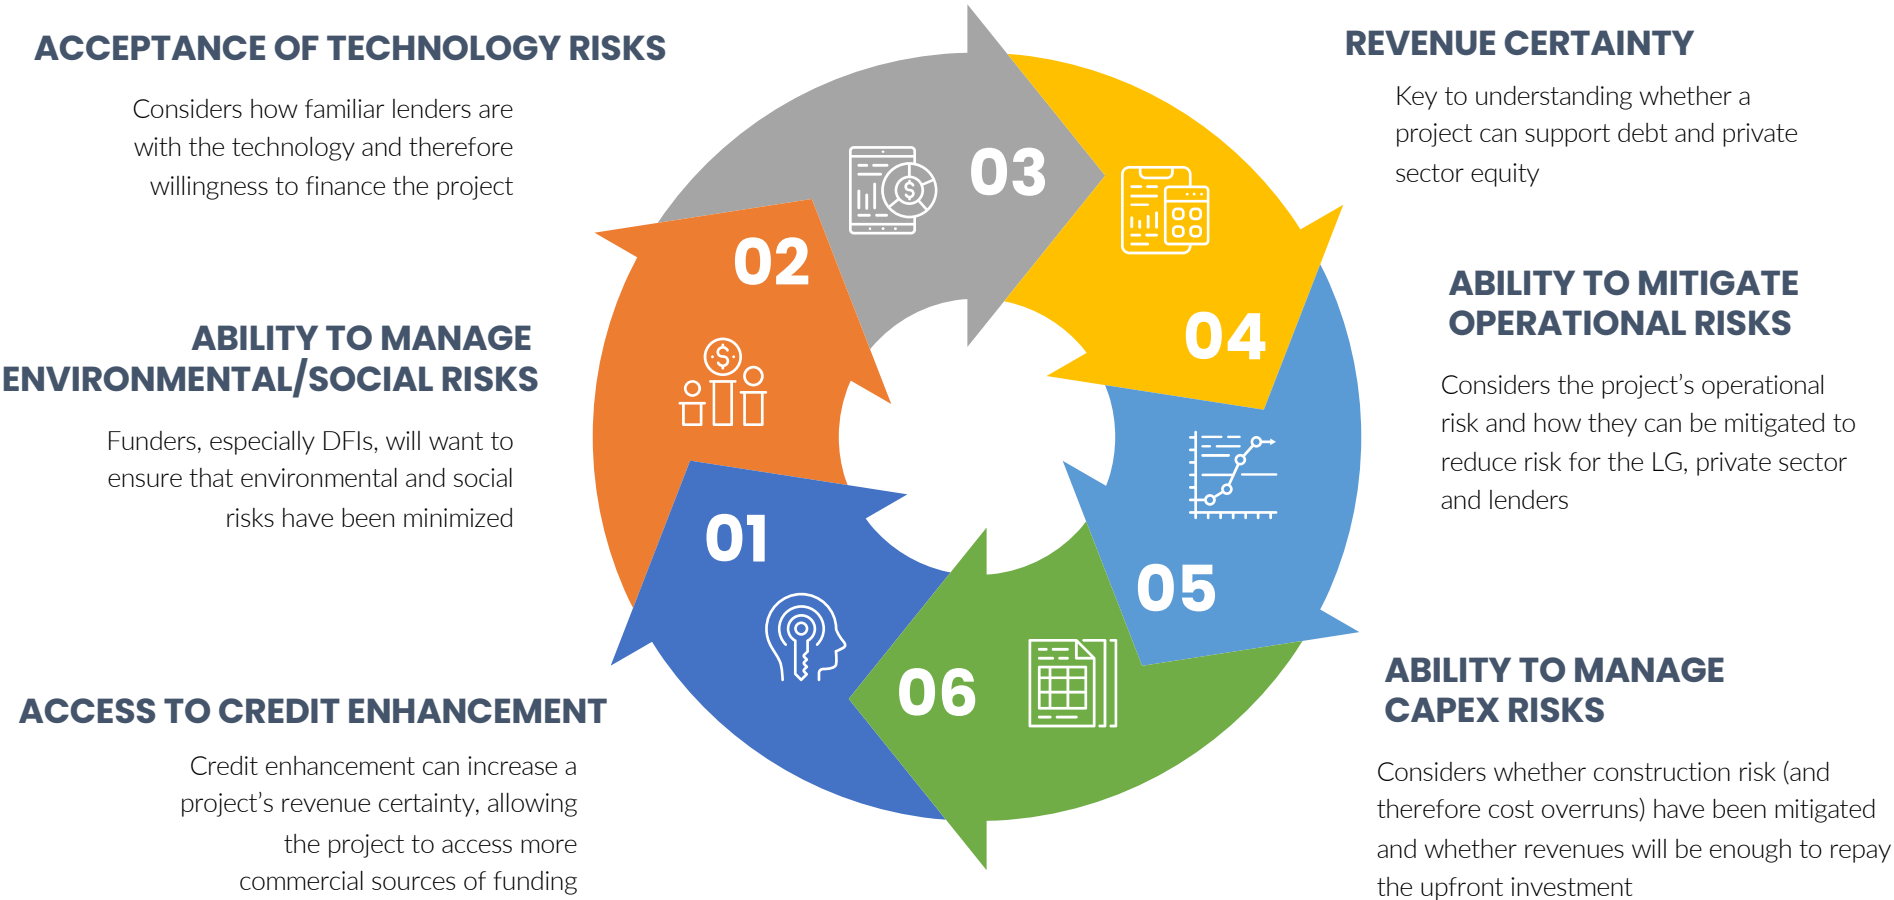 ACCEPTANCE OF TECHNOLOGY RISKS
Considers how familiar lenders are
with the technology and therefore
willingness to finance the project
ABILITY TO MANAGE
ENVIRONMENTAL/SOCIAL RISKS
Funders, especially DFIs, will want to
ensure that environmental and social
risks have been minimized
ACCESS TO CREDIT ENHANCEMENT
Credit enhancement can increase a
project’s revenue certainty, allowing
the project to access more
commercial sources of funding
03
02
04
01
05
06
REVENUE CERTAINTY
Key to understanding whether a
project can support debt and private
sector equity
ABILITY TO MITIGATE
OPERATIONAL RISKS
Considers the project’s operational
risk and how they can be mitigated to
reduce risk for the LG, private sector
and lenders
ABILITY TO MANAGE
CAPEX RISKS
Considers whether construction risk (and
therefore cost overruns) have been mitigated
and whether revenues will be enough to repay
the upfront investment